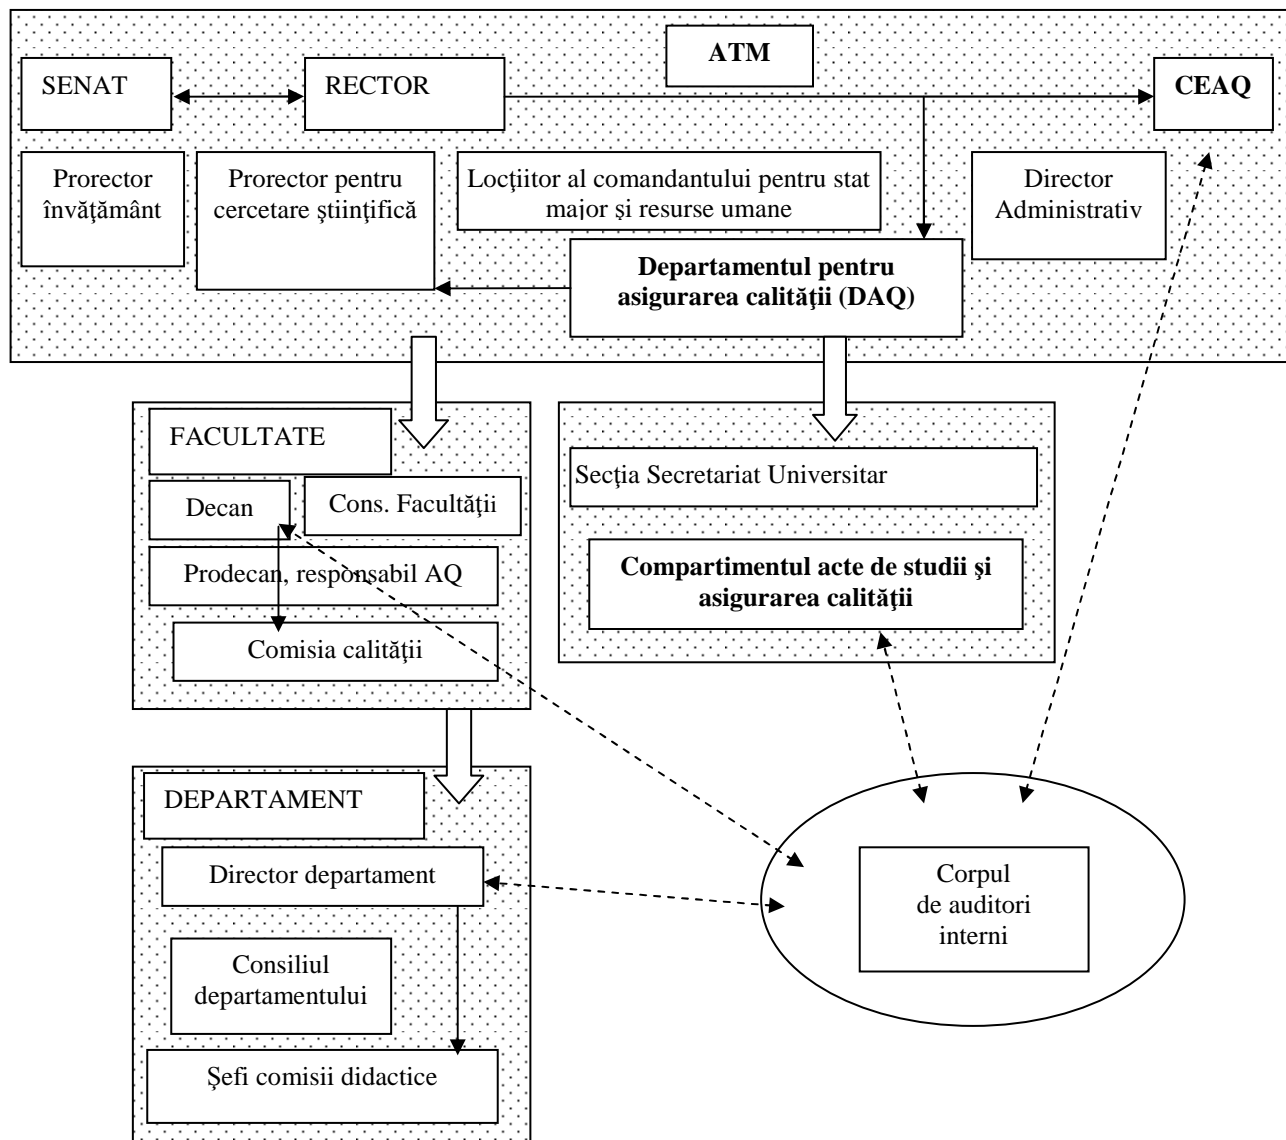 ATM
SENAT
RECTOR
CEAQ
Prorector
învăţământ
Prorector pentru
cercetare ştiinţifică
Locţiitor al comandantului pentru stat
major şi resurse umane
Director
Administrativ
Departamentul pentru
asigurarea calităţii (DAQ)
FACULTATE
Decan
Cons. Facultăţii
Prodecan, responsabil AQ
Comisia calităţii
Secţia Secretariat Universitar
Compartimentul acte de studii şi
asigurarea calităţii
DEPARTAMENT
Director departament
Consiliul
departamentului
Şefi comisii didactice
Corpul
de auditori
interni